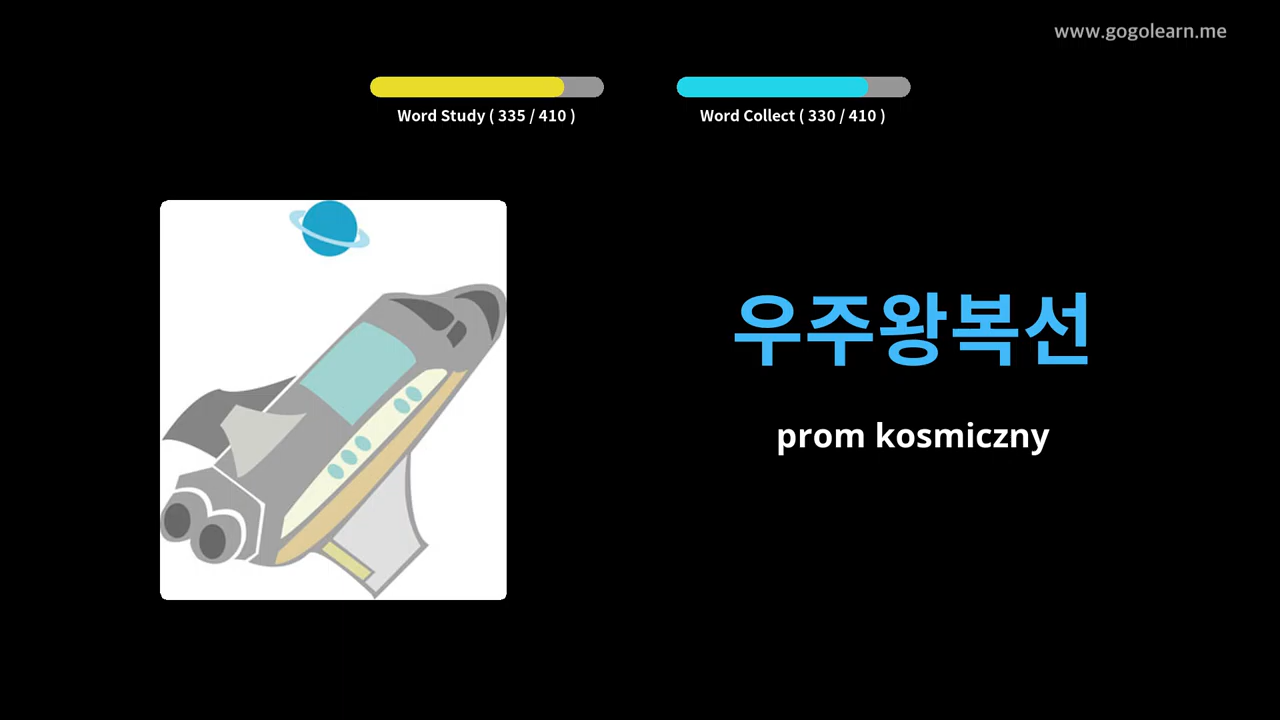 www.gogolearn.me
Word Study ( 335 / 410 )
Word Collect ( 330 / 410 )
우주왕복선
prom kosmiczny